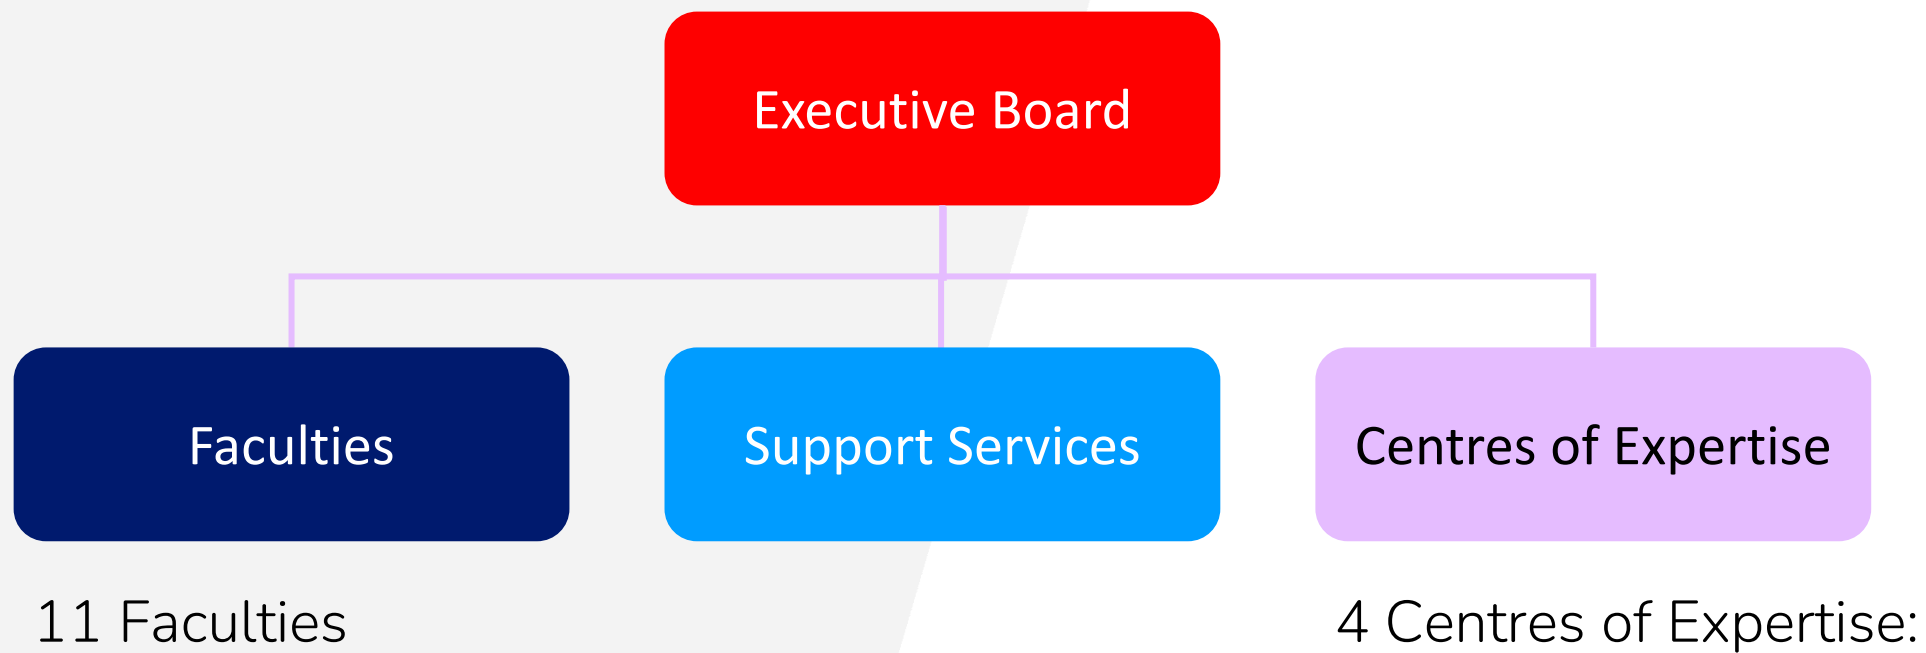 Executive Board
Faculties
Support Services
Centres of Expertise
11 Faculties
4 Centres of Expertise: